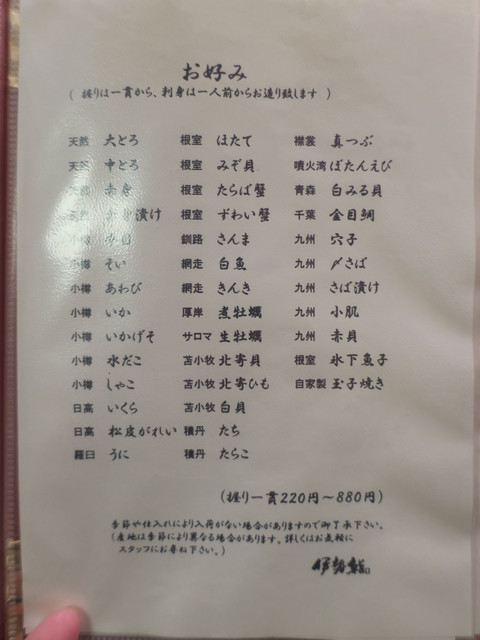 お好み
(握りは一貫から、刺身は一人前からお造り致します)
天然 大とろ 根室 ほたて 襟裳 真つぶ
天然 中とろ 根室 みぞ貝 噴火湾 ぼたんえび
天然 赤身 根室 たらば蟹 青森 白みる貝
天然 赤身漬け 根室 ずわい蟹 千葉 金目鯛
小樽 釧路 さんま 九州 穴子
小樽 そい 網走 白魚 九州 〆さば
小樽 あわび 網走 きんき 九州 さば漬け
小樽 いか 厚岸 煮牡蠣 九州 小肌
小樽 いかげそ サロマ 生牡蠣 九州 赤貝
小樽 水だこ 苫小牧 北寄貝 根室 氷下魚子
小樽 しゃこ 苫小牧 北寄ひも 自家製 玉子焼き
日高 いくら 苫小牧 白貝
日高 松皮がれい 積丹 たち
羅臼 うに 積丹 たらこ
(握り一貫220円～880円)
季節や仕入れにより入荷がない場合がありますので御了承下さい。
(産地は季節により異なる場合があります。詳しくはお気軽に
スタッフにお尋ね下さい。)
伊勢鮨